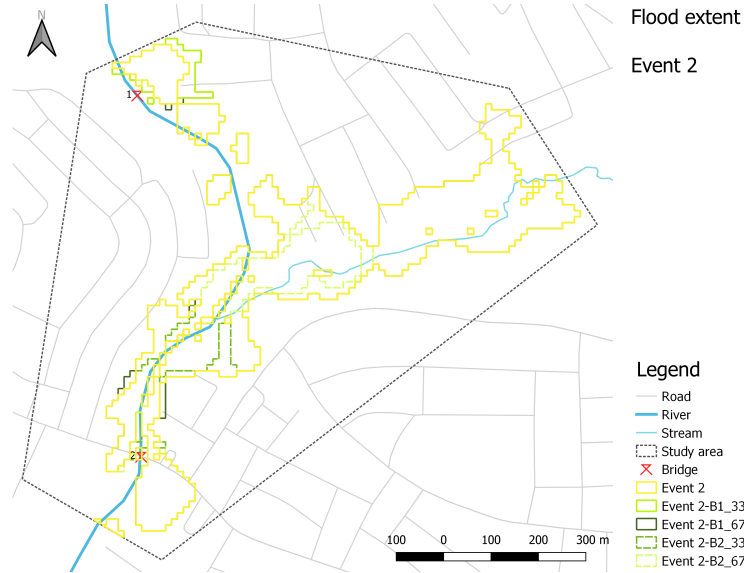 Flood extent
Event 2
N
1
2
Legend
Road
River
Stream
Study area
Bridge
Event 2
Event 2-B1_33
Event 2-B1_67
Event 2-B2_33
Event 2-B2_67
100 0 100 200 300 m